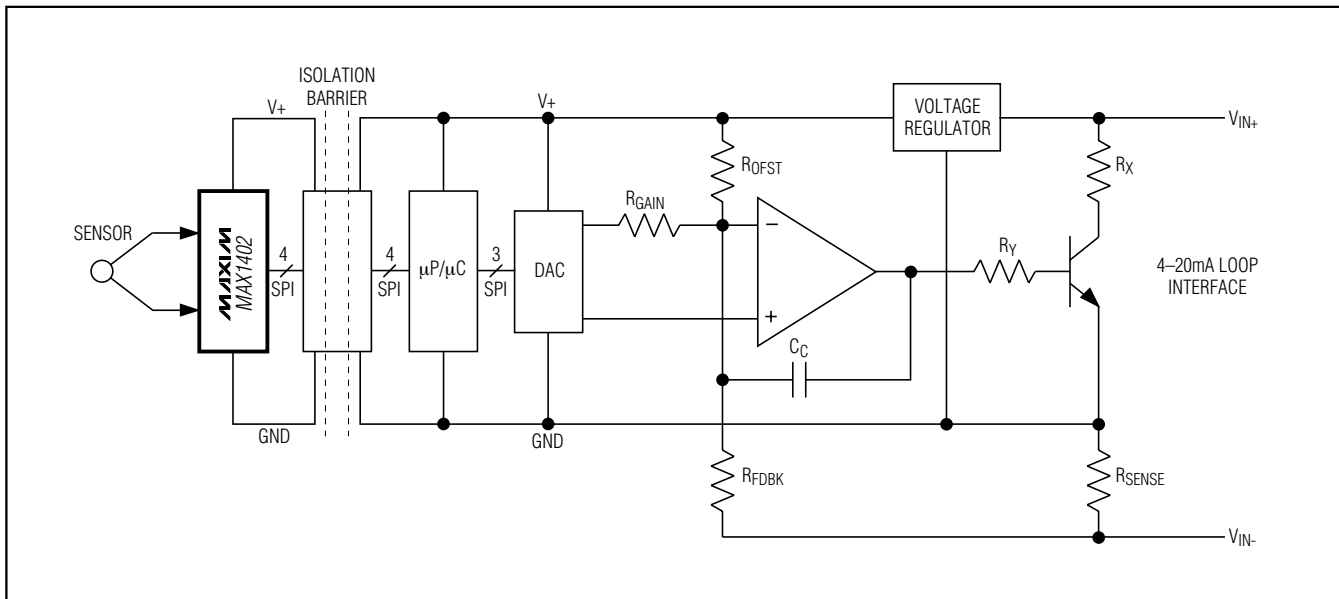 ISOLATION
BARRIER
V+
V+
VOLTAGE
REGULATOR
VIN+
ROFST
RX
RGAIN
SENSOR
MAXIM
MAX1402
4
SPI
4
SPI
µP/µC
3
SPI
DAC
−
+
RY
4–20mA LOOP
INTERFACE
CC
GND
GND
RFDBK
RSENSE
VIN-